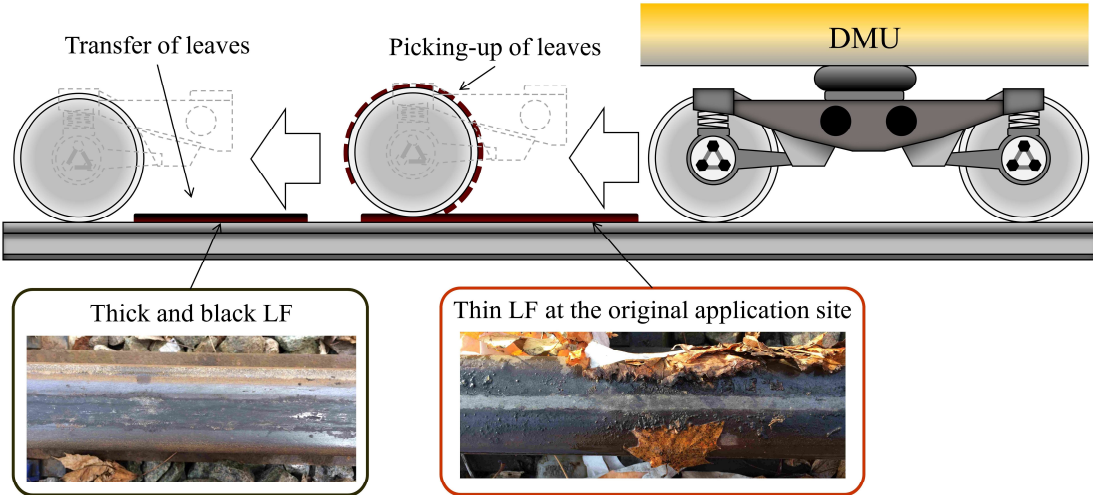 Transfer of leaves
Picking-up of leaves
DMU
Thick and black LF
Thin LF at the original application site